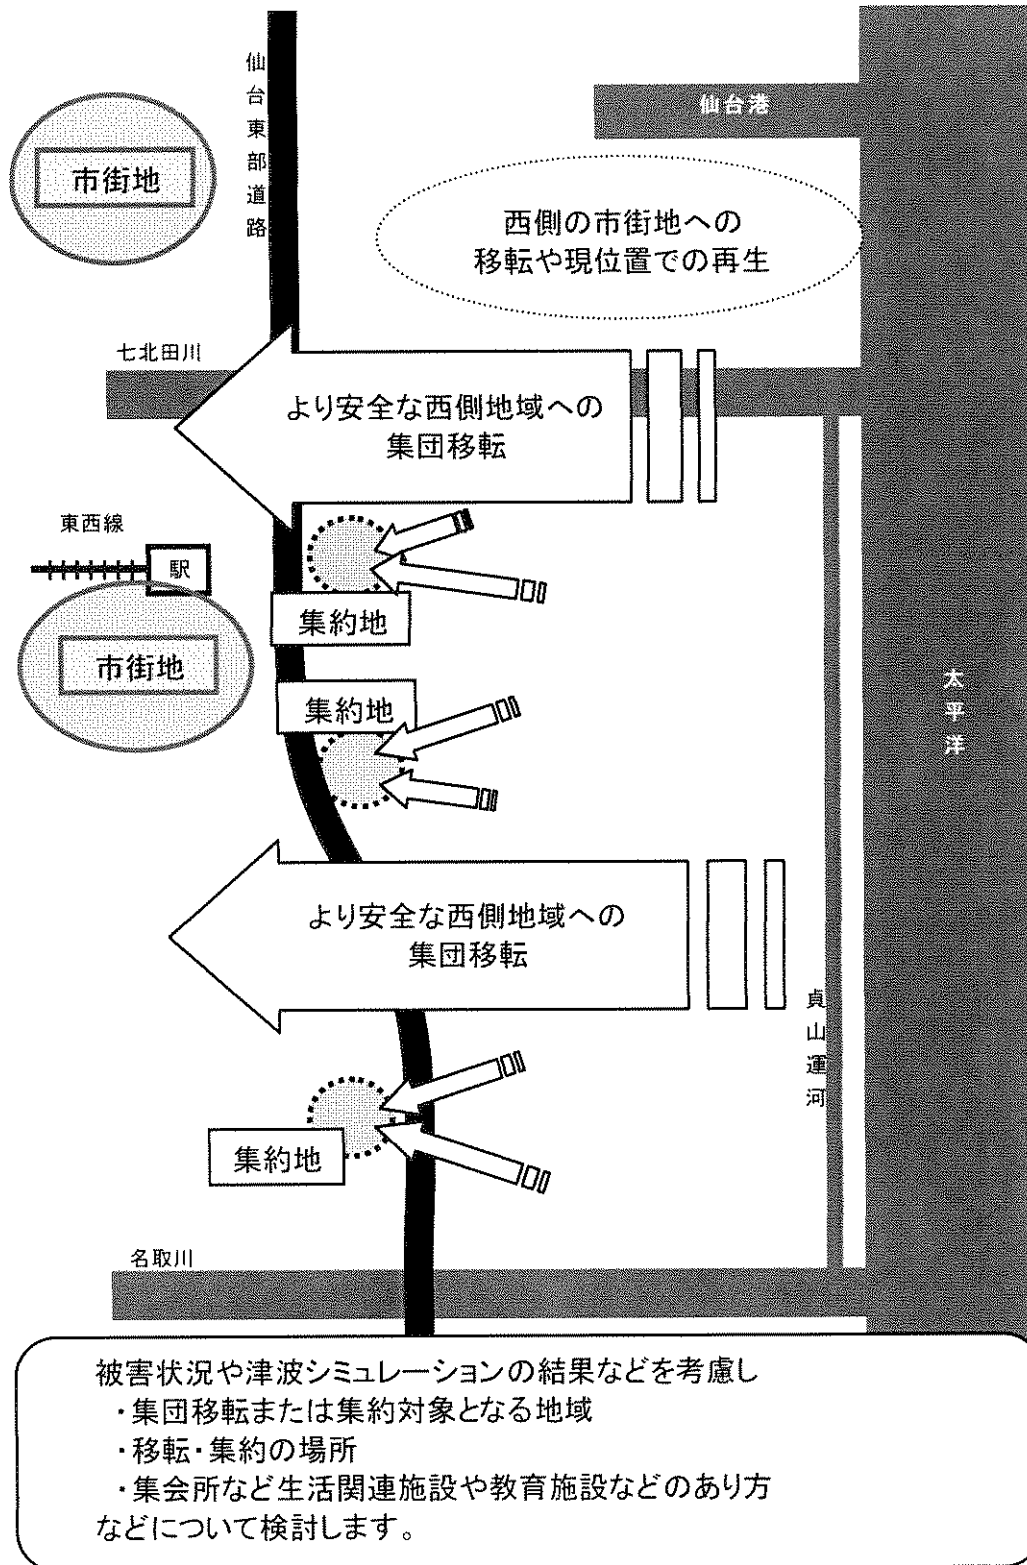 仙台東部道路
仙台港
市街地
西側の市街地への
移転や現位置での再生
七北田川
より安全な西側地域への
集団移転
東西線
駅
集約地
市街地
集約地
太平洋
より安全な西側地域への
集団移転
貞山運河
集約地
名取川
被害状況や津波シミュレーションの結果などを考慮し
・集団移転または集約対象となる地域
・移転・集約の場所
・集会所など生活関連施設や教育施設などのあり方
などについて検討します。